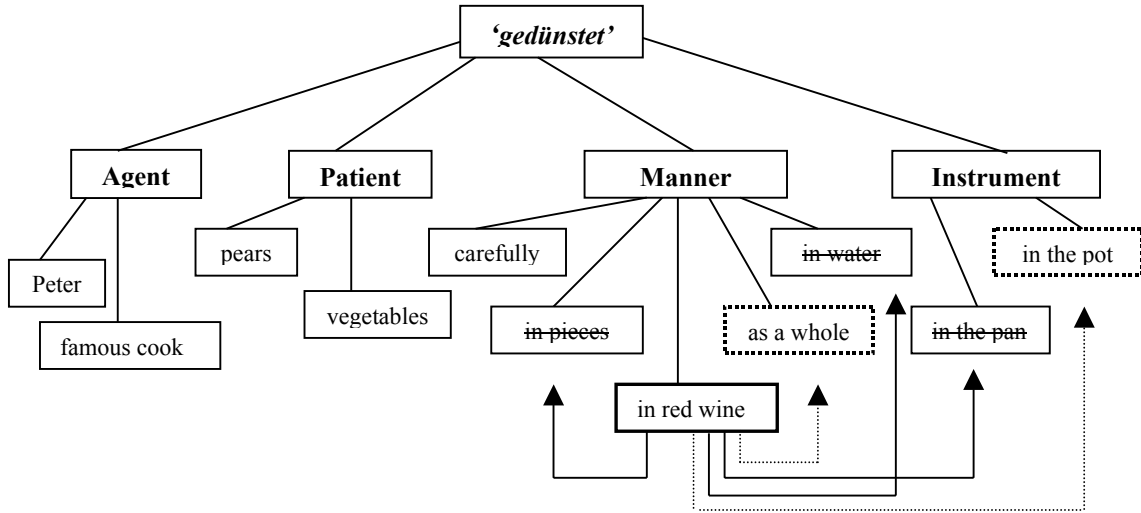 ‘gedünstet’
Agent
Patient
Manner
Instrument
pears
carefully
in water
in the pot
Peter
vegetables
in pieces
as a whole
in the pan
famous cook
in red wine